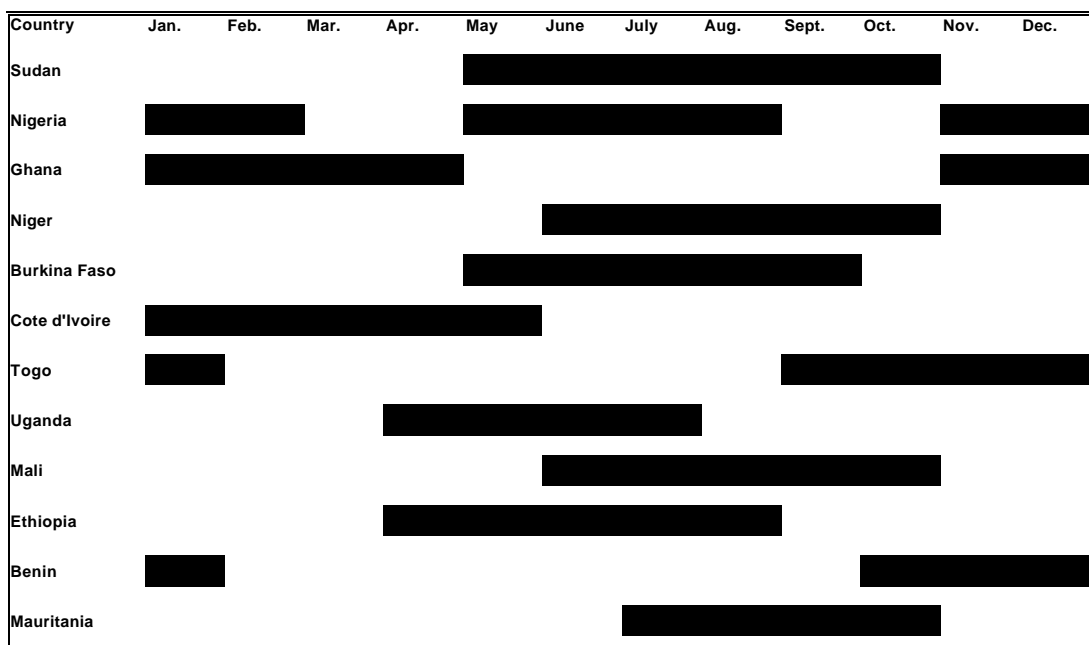 Country Jan. Feb. Mar. Apr. May June July Aug. Sept. Oct. Nov. Dec.
Sudan
Nigeria
Ghana
Niger
Burkina Faso
Cote d'Ivoire
Togo
Uganda
Mali
Ethiopia
Benin
Mauritania